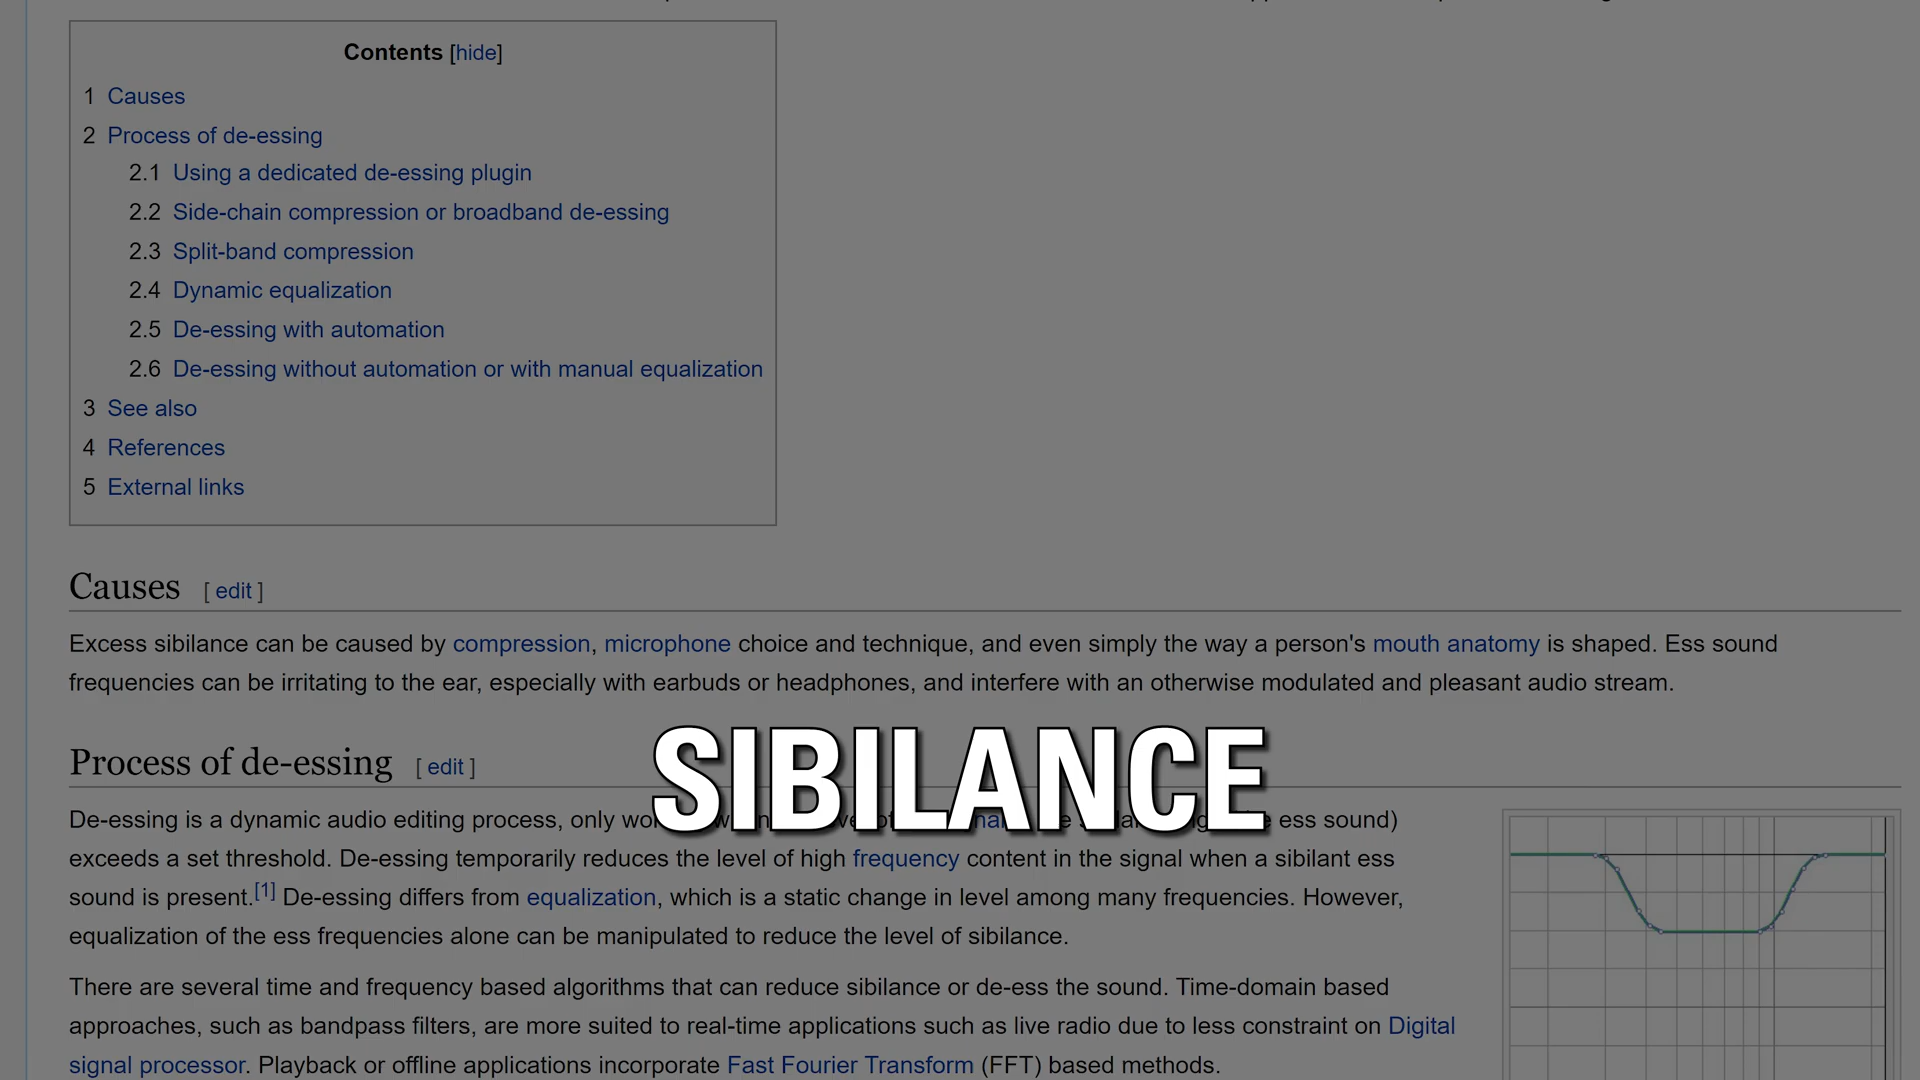 Contents [hide]
1 Causes
2 Process of de-essing
2.1 Using a dedicated de-essing plugin
2.2 Side-chain compression or broadband de-essing
2.3 Split-band compression
2.4 Dynamic equalization
2.5 De-essing with automation
2.6 De-essing without automation or with manual equalization
3 See also
4 References
5 External links
Causes [ edit ]
Excess sibilance can be caused by compression, microphone choice and technique, and even simply the way a person's mouth anatomy is shaped. Ess sound
frequencies can be irritating to the ear, especially with earbuds or headphones, and interfere with an otherwise modulated and pleasant audio stream.
SIBILANCE
Process of de-essing [ edit ]
De-essing is a dynamic audio editing process, only ess sound)
exceeds a set threshold. De-essing temporarily reduces the level of high frequency content in the signal when a sibilant ess
sound is present.[1] De-essing differs from equalization, which is a static change in level among many frequencies. However,
equalization of the ess frequencies alone can be manipulated to reduce the level of sibilance.
There are several time and frequency based algorithms that can reduce sibilance or de-ess the sound. Time-domain based
approaches, such as bandpass filters, are more suited to real-time applications such as live radio due to less constraint on Digital
signal processor. Playback or offline applications incorporate Fast Fourier Transform (FFT) based methods.